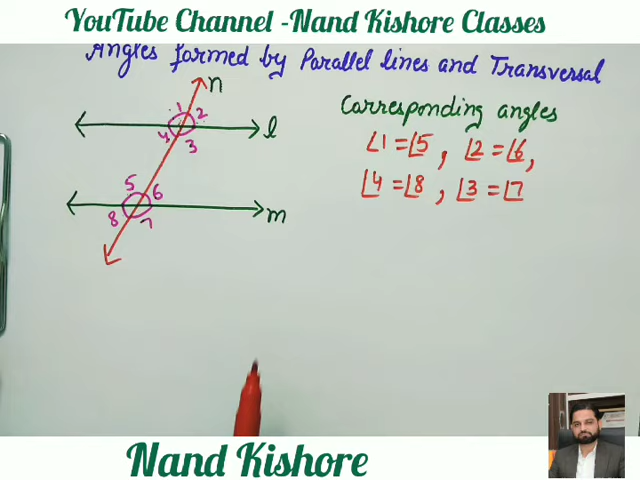 YouTube Channel -Nand Kishore Classes
Angles formed by Parallel lines and Transversal
n
Corresponding angles
1 2
l
4 3
∠1 = ∠5, ∠2 = ∠6,
∠4 = ∠8, ∠3 = ∠7
5 6
m
8 7
Nand Kishore